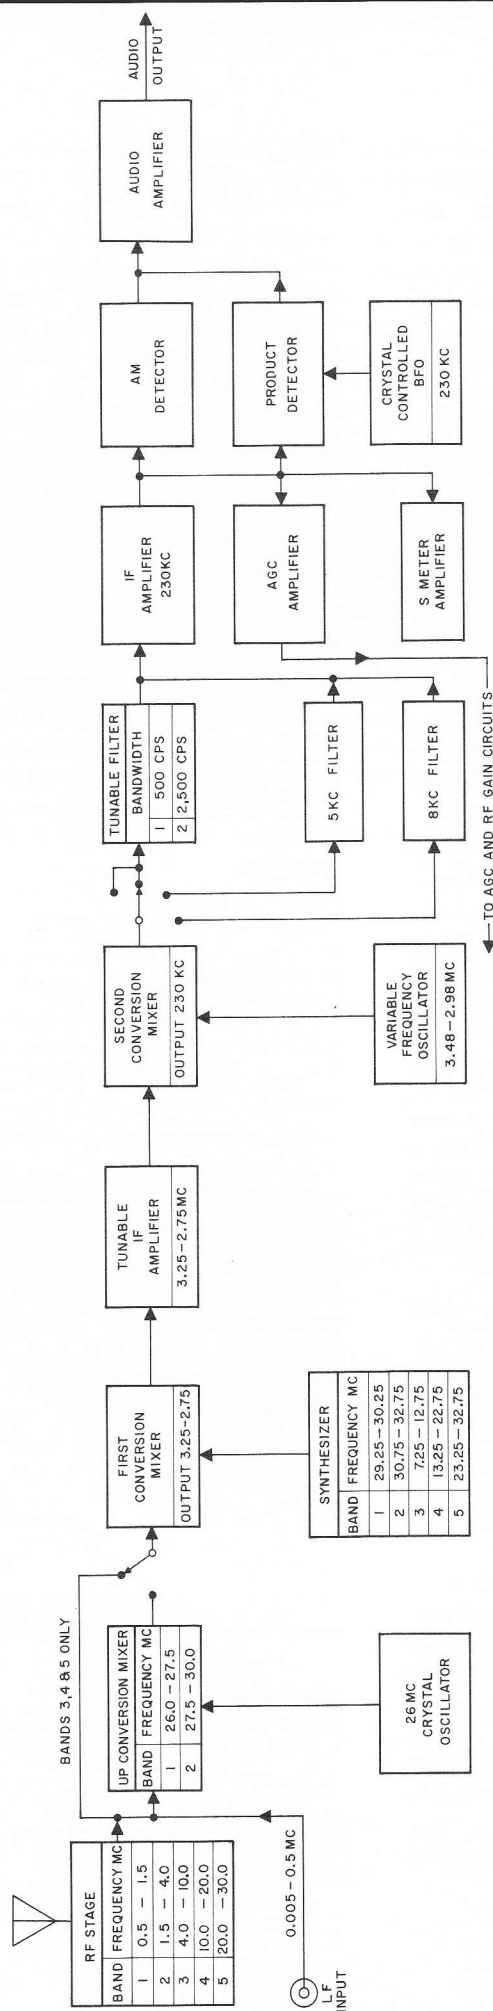 RF STAGE
BAND FREQUENCY MC
1 0.5 - 1.5
2 1.5 - 4.0
3 4.0 - 10.0
4 10.0 - 20.0
5 20.0 - 30.0
L F
INPUT
0.005 - 0.5 MC
BANDS 3,4 & 5 ONLY
UP CONVERSION MIXER
BAND FREQUENCY MC
1 26.0 - 27.5
2 27.5 - 30.0
26 MC
CRYSTAL
OSCILLATOR
FIRST
CONVERSION
MIXER
OUTPUT 3.25-2.75
SYNTHESIZER
BAND FREQUENCY MC
1 29.25-30.25
2 30.75-32.75
3 7.25-12.75
4 13.25-22.75
5 23.25-32.75
TUNABLE
IF
AMPLIFIER
3.25-2.75MC
SECOND
CONVERSION
MIXER
OUTPUT 230 KC
VARIABLE
FREQUENCY
OSCILLATOR
3.48-2.98 MC
TUNABLE FILTER
BANDWIDTH
1 500 CPS
2 2,500 CPS
5KC FILTER
8KC FILTER
TO AGC AND RF GAIN CIRCUITS
IF
AMPLIFIER
230KC
AGC
AMPLIFIER
S METER
AMPLIFIER
AM
DETECTOR
PRODUCT
DETECTOR
CRYSTAL
CONTROLLED
BFO
230 KC
AUDIO
AMPLIFIER
AUDIO
OUTPUT